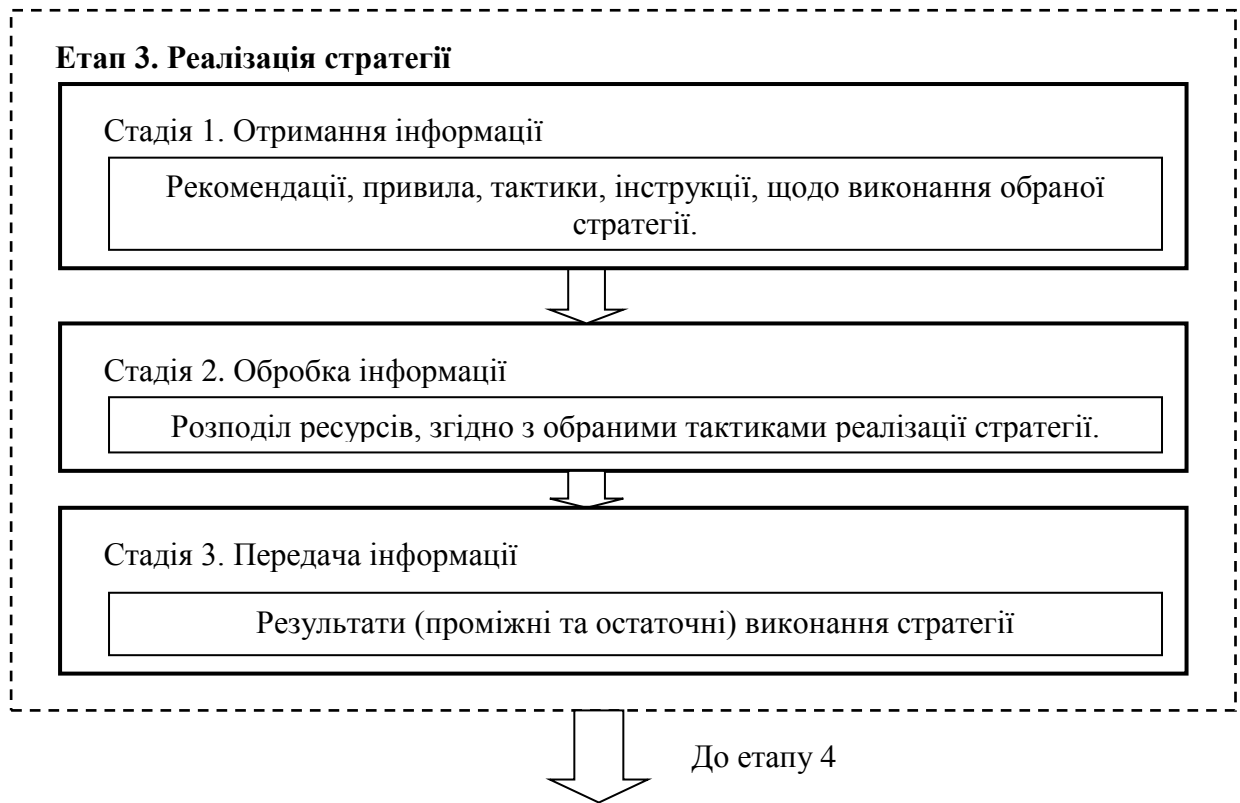 Етап 3. Реалізація стратегії
Стадія 1. Отримання інформації
Рекомендації, привила, тактики, інструкції, щодо виконання обраної
стратегії.
Стадія 2. Обробка інформації
Розподіл ресурсів, згідно з обраними тактиками реалізації стратегії.
Стадія 3. Передача інформації
Результати (проміжні та остаточні) виконання стратегії
До етапу 4